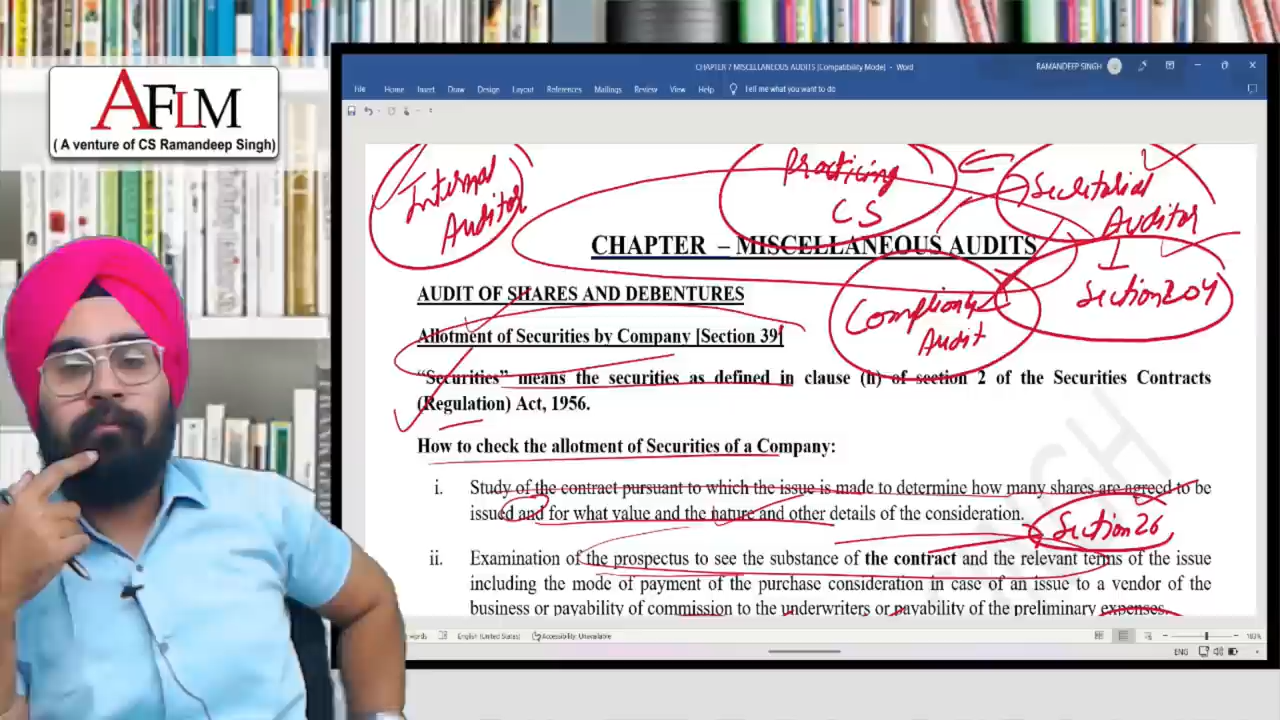 AFLM
( A venture of CS Ramandeep Singh)
CHAPTER 7 MISCELLANEOUS AUDITS [Compatibility Mode] - Word
RAMANDEEP SINGH
File Home Insert Draw Design Layout References Mailings Review View Help Tell me what you want to do
Internal
Auditor
Practicing
CS
Secretarial
Auditor
Section 204
CHAPTER – MISCELLANEOUS AUDITS
AUDIT OF SHARES AND DEBENTURES
Compliance
Audit
Allotment of Securities by Company [Section 39]
“Securities” means the securities as defined in clause (h) of section 2 of the Securities Contracts
(Regulation) Act, 1956.
How to check the allotment of Securities of a Company:
i. Study of the contract pursuant to which the issue is made to determine how many shares are agreed to be
issued and for what value and the nature and other details of the consideration.
Section 26
ii. Examination of the prospectus to see the substance of the contract and the relevant terms of the issue
including the mode of payment of the purchase consideration in case of an issue to a vendor of the
business or payability of commission to the underwriters or payability of the preliminary expenses.
words English (United States) Accessibility: Unavailable
ENG